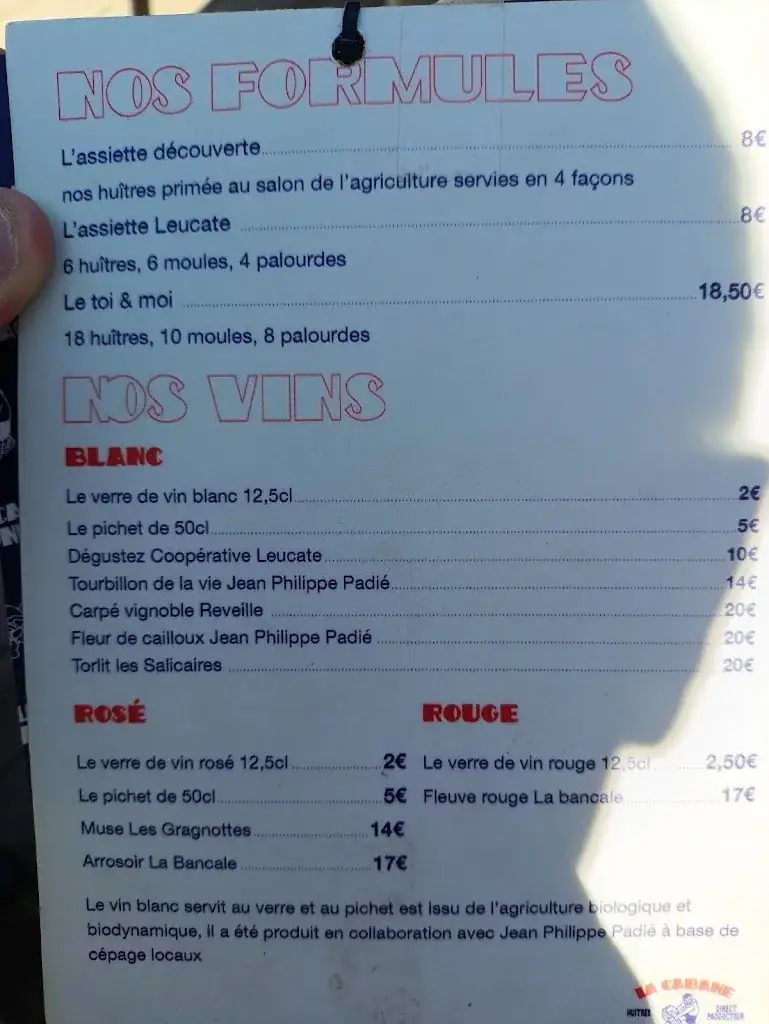 NOS FORMULES
L'assiette découverte 8€
nos huîtres primée au salon de l'agriculture servies en 4 façons
L'assiette Leucate 8€
6 huîtres, 6 moules, 4 palourdes
Le toi & moi 18,50€
18 huîtres, 10 moules, 8 palourdes
NOS VINS
BLANC
Le verre de vin blanc 12,5cl 2€
Le pichet de 50cl 5€
Dégustez Coopérative Leucate 10€
Tourbillon de la vie Jean Philippe Padié 14€
Carpé vignoble Reveille 20€
Fleur de cailloux Jean Philippe Padié 20€
Torlit les Salicaires 20€
ROSÉ
Le verre de vin rosé 12,5cl 2€
Le pichet de 50cl 5€
Muse Les Gragnottes 14€
Arrosoir La Bancale 17€
ROUGE
Le verre de vin rouge 12,5cl 2,50€
Fleuve rouge La bancale 17€
Le vin blanc servit au verre et au pichet est issu de l'agriculture biologique et
biodynamique, il a été produit en collaboration avec Jean Philippe Padié à base de
cépage locaux
LA CABANE
HUITRES DIRECT
PRODUCTEUR